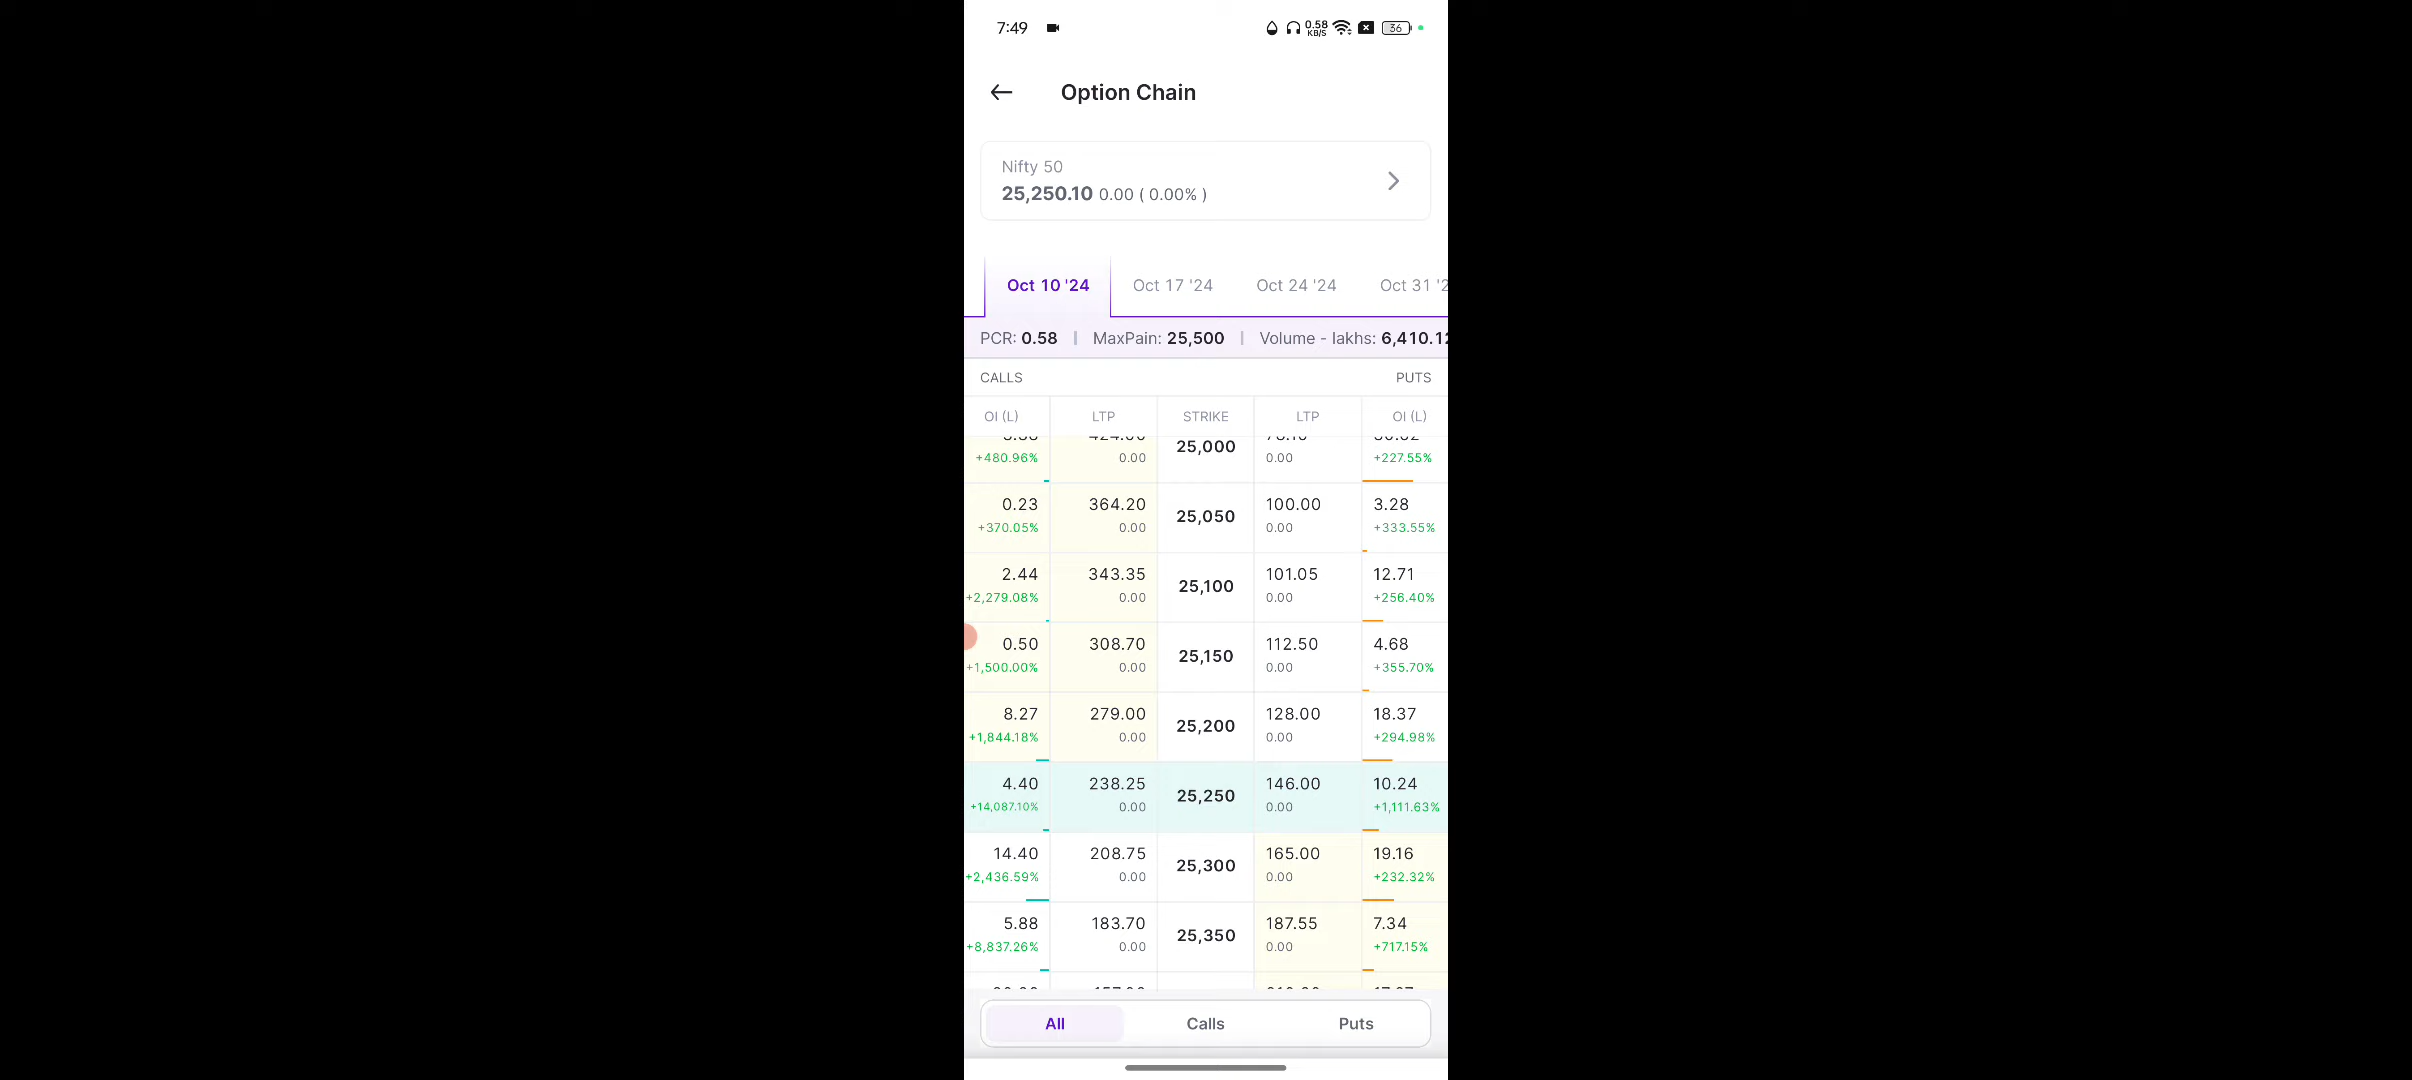 7:49 0.58 KB/S 36
Option Chain
Nifty 50
25,250.10 0.00 ( 0.00% )
Oct 10 '24 Oct 17 '24 Oct 24 '24 Oct 31 '2
PCR: 0.58 | MaxPain: 25,500 | Volume - lakhs: 6,410.12
CALLS PUTS
OI (L) LTP STRIKE LTP OI (L)
25,000
+480.96% 0.00 0.00 +227.55%
0.23 364.20 25,050 100.00 3.28
+370.05% 0.00 0.00 +333.55%
2.44 343.35 25,100 101.05 12.71
+2,279.08% 0.00 0.00 +256.40%
0.50 308.70 25,150 112.50 4.68
+1,500.00% 0.00 0.00 +355.70%
8.27 279.00 25,200 128.00 18.37
+1,844.18% 0.00 0.00 +294.98%
4.40 238.25 25,250 146.00 10.24
+14,087.10% 0.00 0.00 +1,111.63%
14.40 208.75 25,300 165.00 19.16
+2,436.59% 0.00 0.00 +232.32%
5.88 183.70 25,350 187.55 7.34
+8,837.26% 0.00 0.00 +717.15%
All Calls Puts